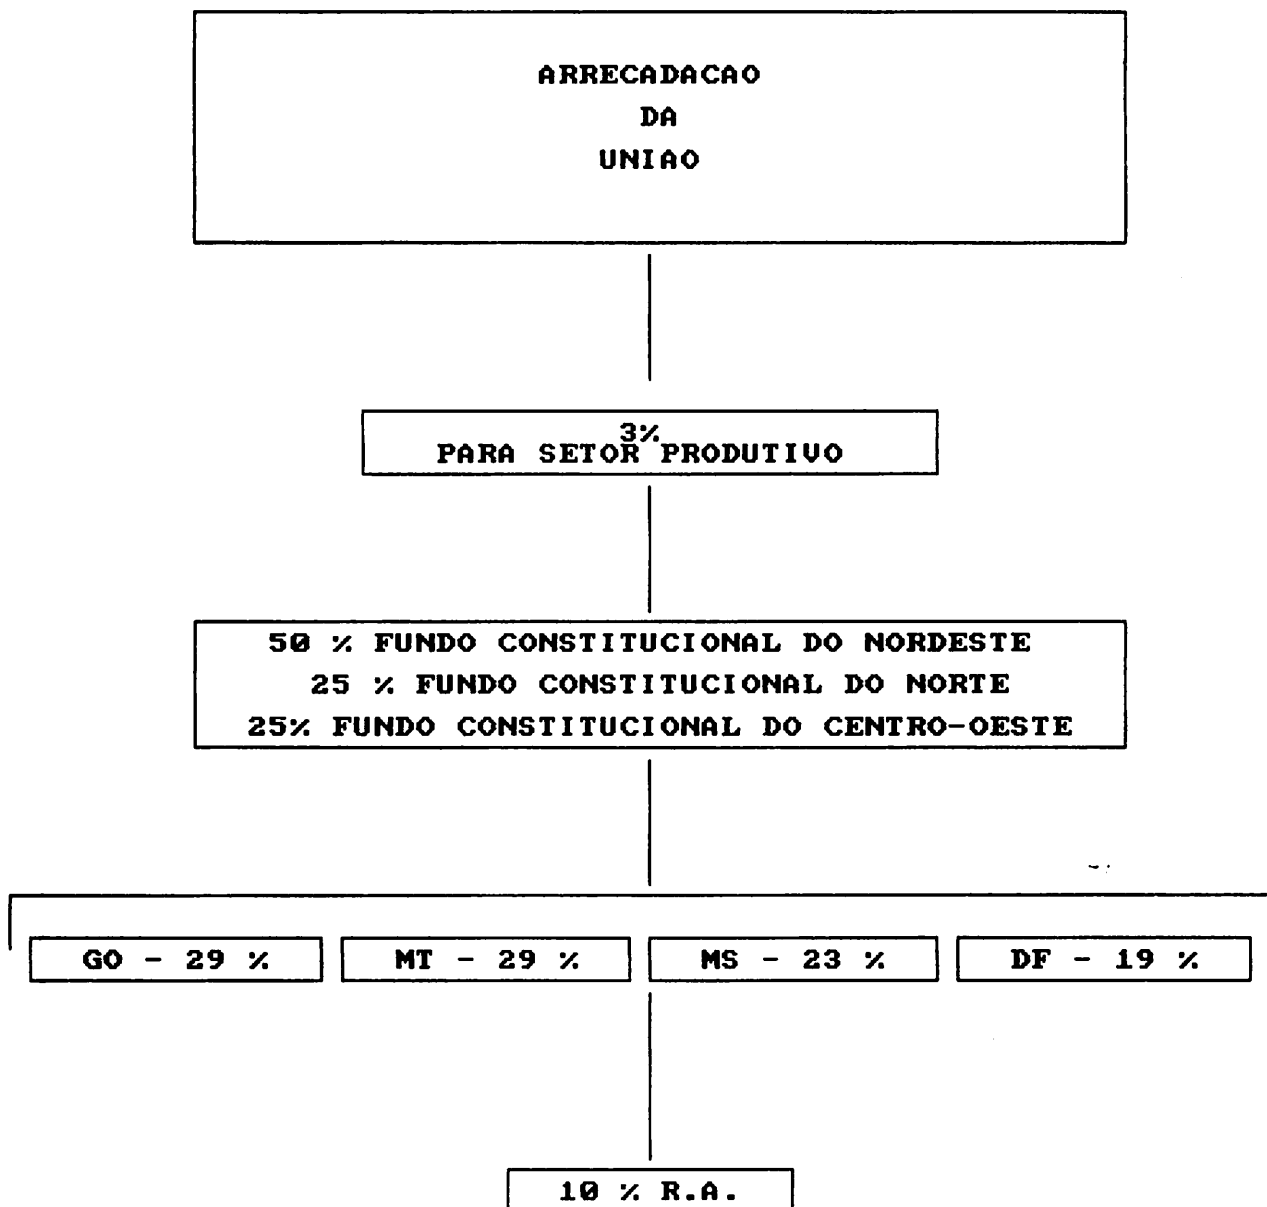 ARRECADACAO
DA
UNIAO
3%
PARA SETOR PRODUTIVO
50 % FUNDO CONSTITUCIONAL DO NORDESTE
25 % FUNDO CONSTITUCIONAL DO NORTE
25% FUNDO CONSTITUCIONAL DO CENTRO-OESTE
GO - 29 %
MT - 29 %
MS - 23 %
DF - 19 %
10 % R.A.